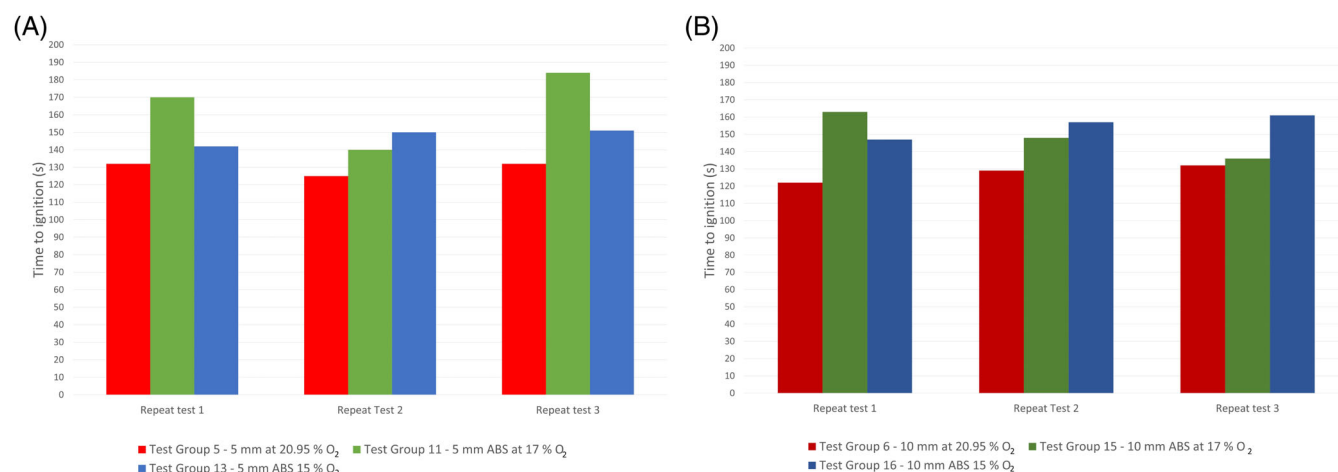 (A)
Time to ignition (s)
200
190
180
170
160
150
140
130
120
110
100
90
80
70
60
50
40
30
20
10
0
Repeat test 1
Repeat Test 2
Repeat test 3
Test Group 5 - 5 mm at 20.95 % O₂
Test Group 11 - 5 mm ABS at 17 % O₂
Test Group 13 - 5 mm ABS 15 % O₂
(B)
Time to ignition (s)
200
190
180
170
160
150
140
130
120
110
100
90
80
70
60
50
40
30
20
10
0
Repeat test 1
Repeat Test 2
Repeat test 3
Test Group 6 - 10 mm at 20.95 % O₂
Test Group 15 - 10 mm ABS at 17 % O₂
Test Group 16 - 10 mm ABS 15 % O₂